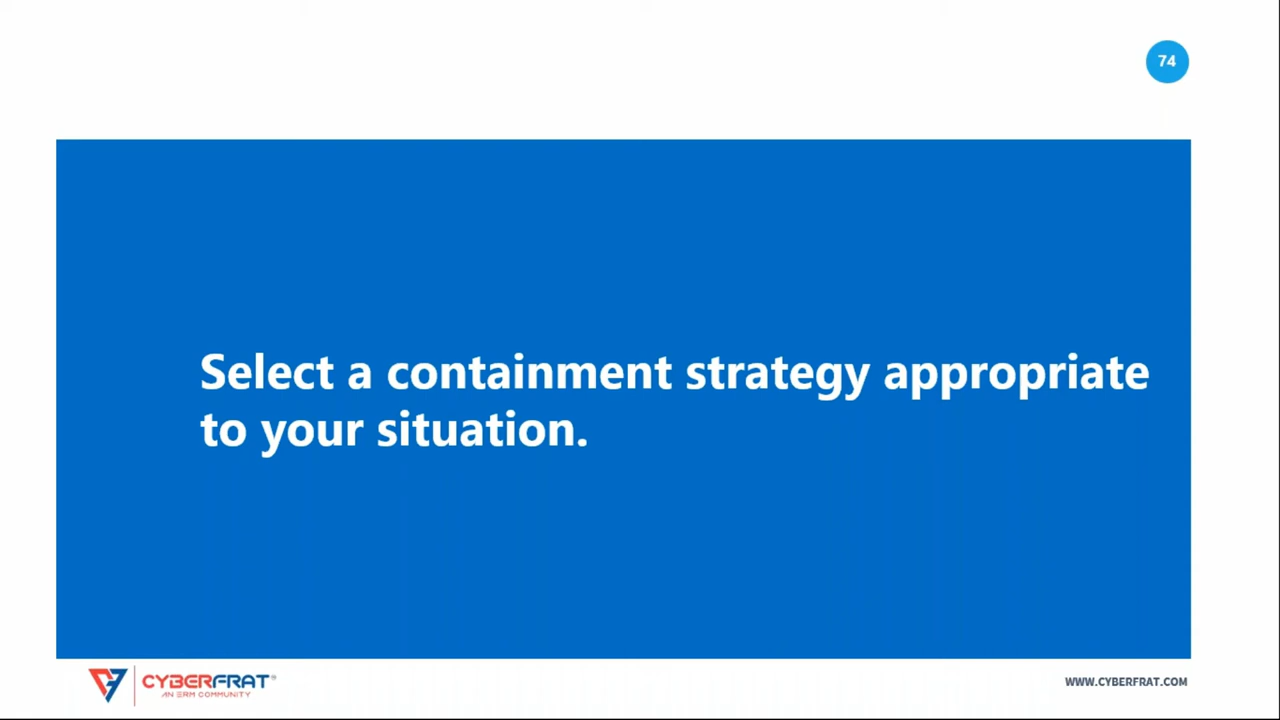 74
Select a containment strategy appropriate
to your situation.
CYBERFRAT®
AN ERM COMMUNITY
WWW.CYBERFRAT.COM